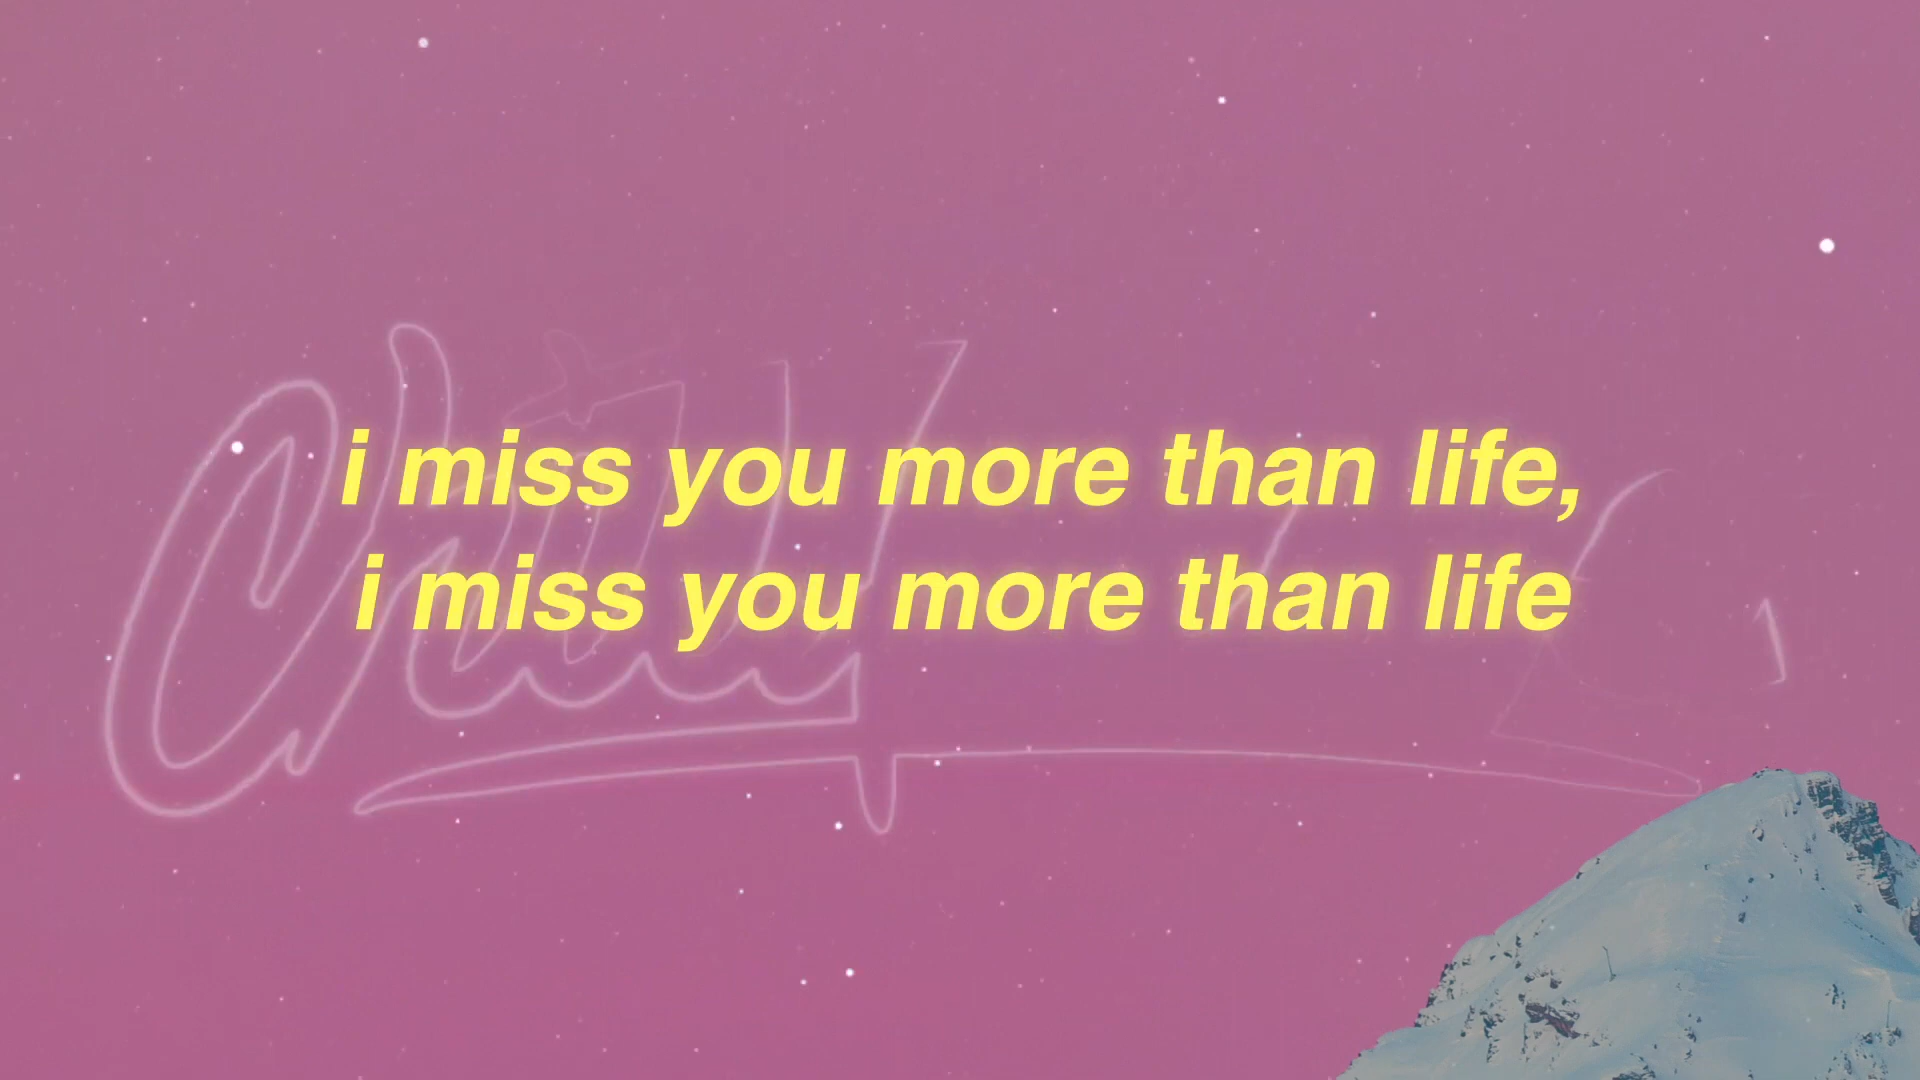 i miss you more than life,
i miss you more than life